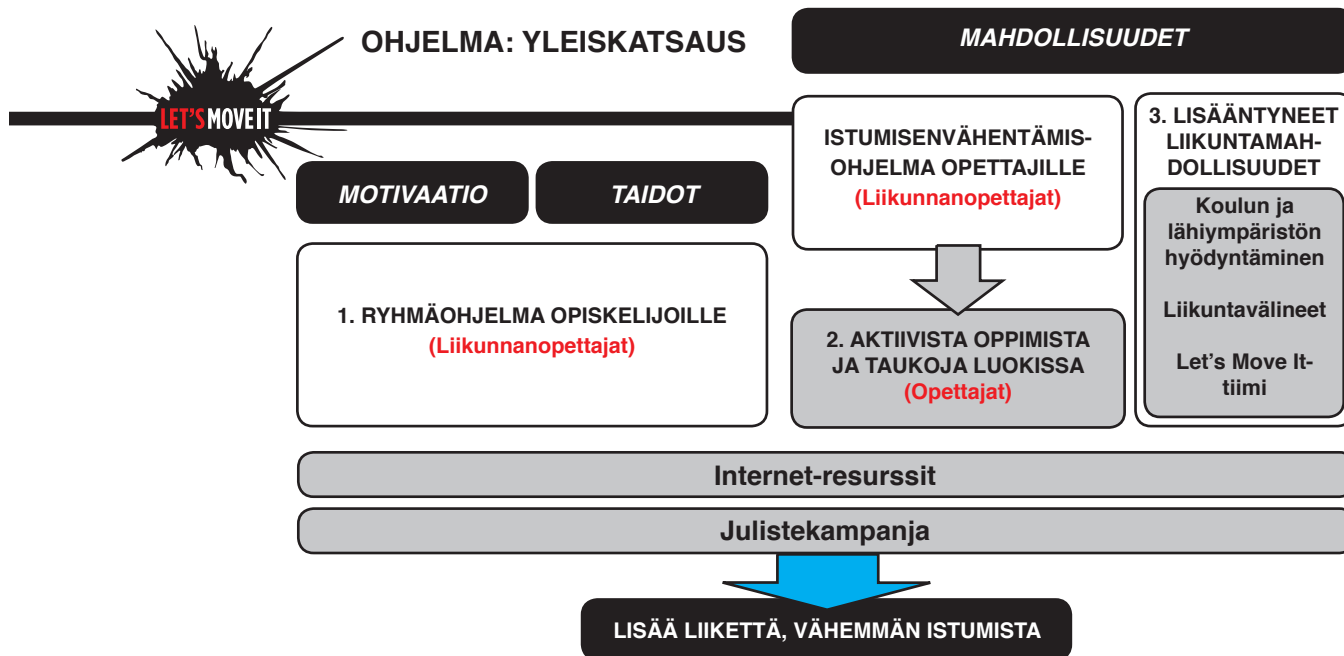 OHJELMA: YLEISKATSAUS
MAHDOLLISUUDET
LET'S MOVE IT
MOTIVAATIO
TAIDOT
1. RYHMÄOHJELMA OPISKELIJOILLE
(Liikunnanopettajat)
ISTUMISENVÄHENTÄMIS-
OHJELMA OPETTAJILLE
(Liikunnanopettajat)
2. AKTIIVISTA OPPIMISTA
JA TAUKOJA LUOKISSA
(Opettajat)
3. LISÄÄNTYNEET
LIIKUNTAMAH-
DOLLISUUDET
Koulun ja
lähiympäristön
hyödyntäminen
Liikuntavälineet
Let's Move It-
tiimi
Internet-resurssit
Julistekampanja
LISÄÄ LIIKETTÄ, VÄHEMMÄN ISTUMISTA